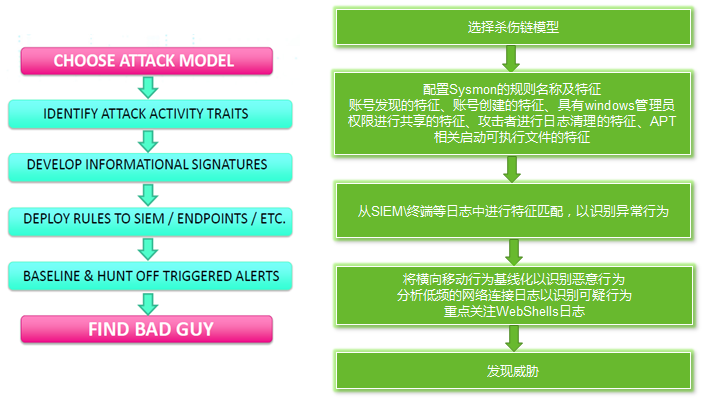 CHOOSE ATTACK MODEL
IDENTIFY ATTACK ACTIVITY TRAITS
DEVELOP INFORMATIONAL SIGNATURES
DEPLOY RULES TO SIEM / ENDPOINTS / ETC.
BASELINE & HUNT OFF TRIGGERED ALERTS
FIND BAD GUY
选择杀伤链模型
配置Sysmon的规则名称及特征
账号发现的特征、账号创建的特征、具有windows管理员
权限进行共享的特征、攻击者进行日志清理的特征、APT
相关启动可执行文件的特征
从SIEM\终端等日志中进行特征匹配，以识别异常行为
将横向移动行为基线化以识别恶意行为
分析低频的网络连接日志以识别可疑行为
重点关注WebShells日志
发现威胁